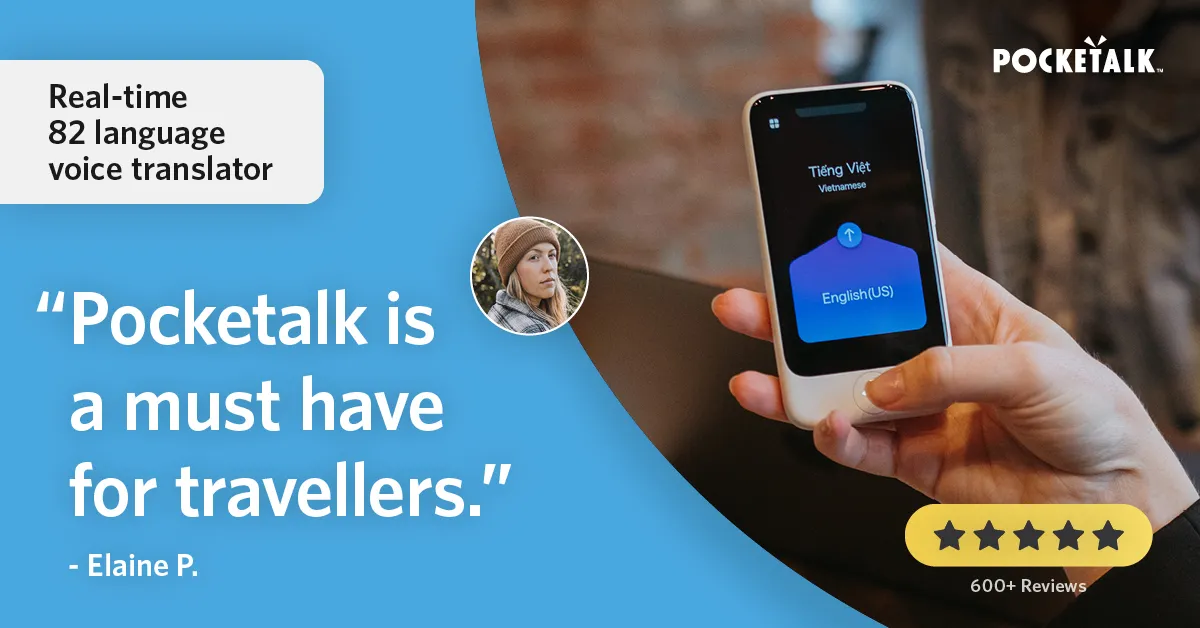 Real-time
82 language
voice translator
“Pocketalk is
a must have
for travellers.”
- Elaine P.
POCKETALK™
Tiếng Việt
Vietnamese
English(US)
600+ Reviews